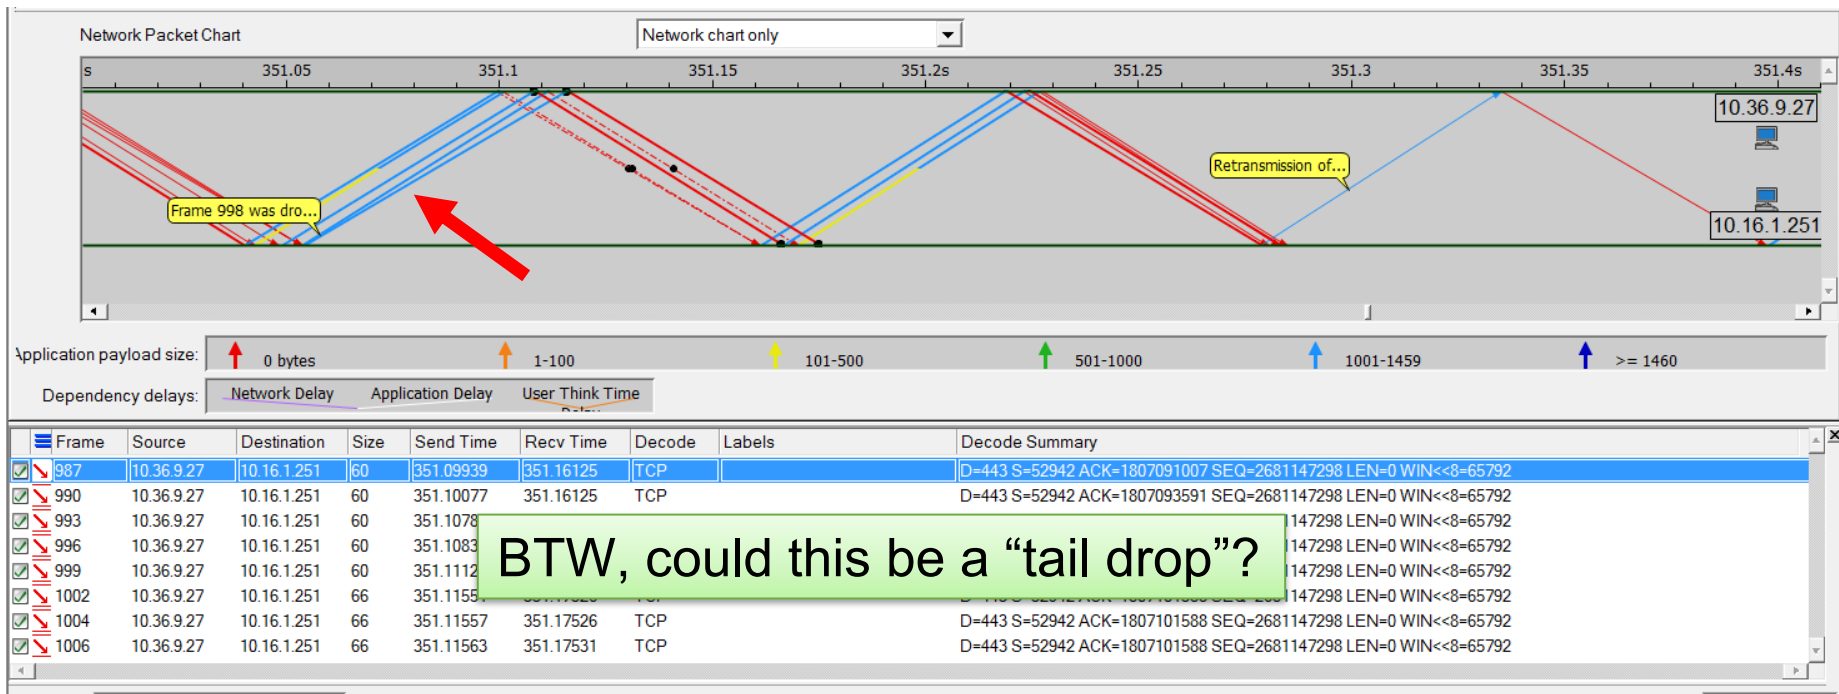 Network Packet Chart
Network chart only
s 351.05 351.1 351.15 351.2s 351.25 351.3 351.35 351.4s
10.36.9.27
Retransmission of...
Frame 998 was dro...
10.16.1.251
Application payload size: 0 bytes 1-100 101-500 501-1000 1001-1459 >= 1460
Dependency delays: Network Delay Application Delay User Think Time
Frame Source Destination Size Send Time Recv Time Decode Labels Decode Summary
987 10.36.9.27 10.16.1.251 60 351.09939 351.16125 TCP D=443 S=52942 ACK=1807091007 SEQ=2681147298 LEN=0 WIN<<8=65792
990 10.36.9.27 10.16.1.251 60 351.10077 351.16125 TCP D=443 S=52942 ACK=1807093591 SEQ=2681147298 LEN=0 WIN<<8=65792
993 10.36.9.27 10.16.1.251 60 351.1078 147298 LEN=0 WIN<<8=65792
996 10.36.9.27 10.16.1.251 60 351.1083 147298 LEN=0 WIN<<8=65792
BTW, could this be a “tail drop”?
999 10.36.9.27 10.16.1.251 60 351.1112 147298 LEN=0 WIN<<8=65792
1002 10.36.9.27 10.16.1.251 66 147298 LEN=0 WIN<<8=65792
1004 10.36.9.27 10.16.1.251 66 351.11557 351.17526 TCP D=443 S=52942 ACK=1807101588 SEQ=2681147298 LEN=0 WIN<<8=65792
1006 10.36.9.27 10.16.1.251 66 351.11563 351.17531 TCP D=443 S=52942 ACK=1807101588 SEQ=2681147298 LEN=0 WIN<<8=65792